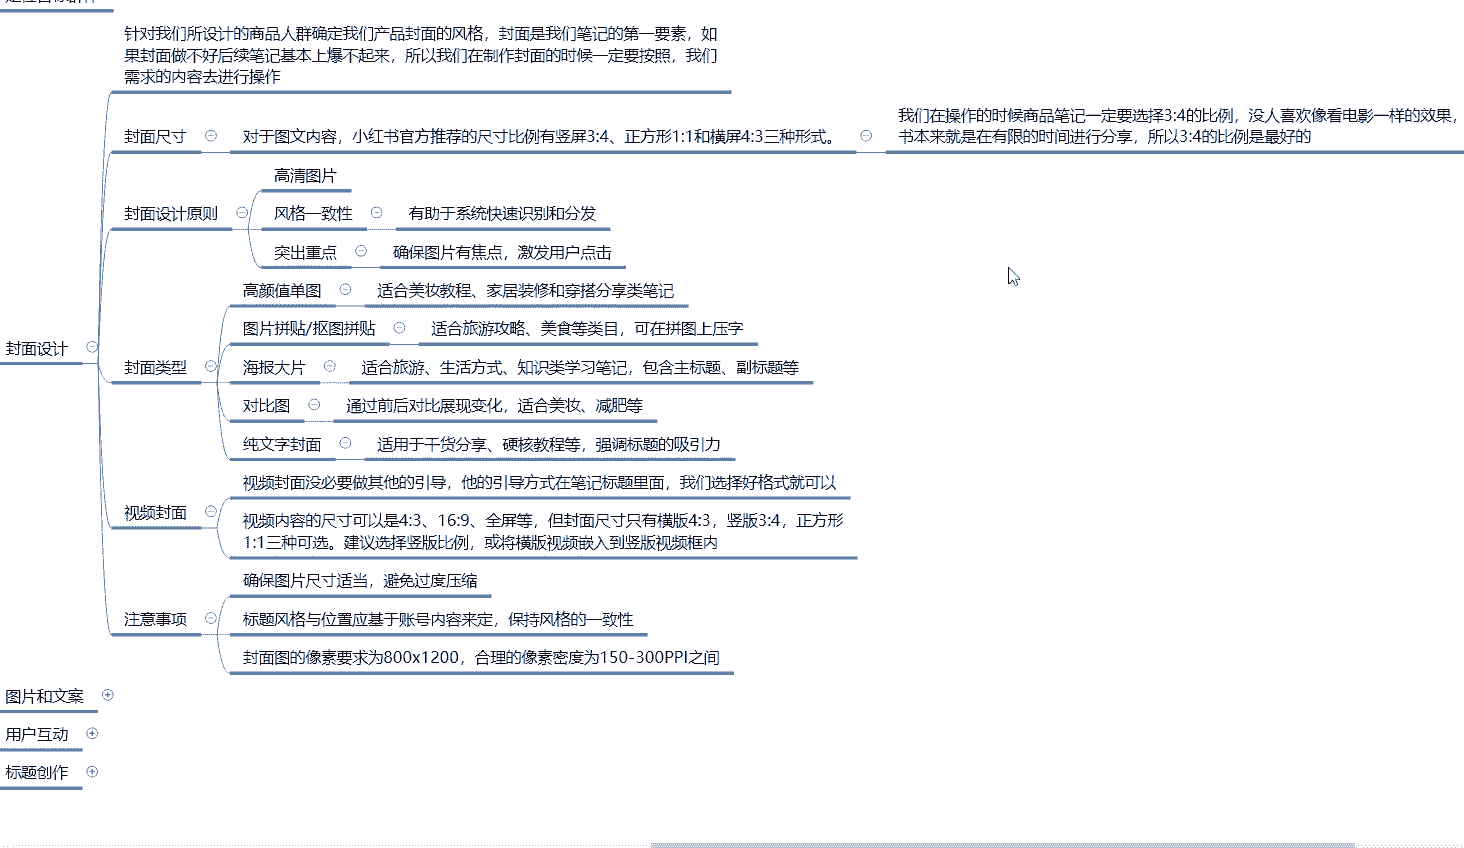 针对我们所设计的商品人群确定我们产品封面的风格，封面是我们笔记的第一要素，如
果封面做不好后续笔记基本上爆不起来，所以我们在制作封面的时候一定要按照，我们
需求的内容去进行操作
封面尺寸
对于图文内容，小红书官方推荐的尺寸比例有竖屏3:4、正方形1:1和横屏4:3三种形式。
我们在操作的时候商品笔记一定要选择3:4的比例，没人喜欢像看电影一样的效果，
书本来就是在有限的时间进行分享，所以3:4的比例是最好的
封面设计原则
高清图片
风格一致性
有助于系统快速识别和分发
突出重点
确保图片有焦点，激发用户点击
封面设计
封面类型
高颜值单图
适合美妆教程、家居装修和穿搭分享类笔记
图片拼贴/抠图拼贴
适合旅游攻略、美食等类目，可在拼图上压字
海报大片
适合旅游、生活方式、知识类学习笔记，包含主标题、副标题等
对比图
通过前后对比展现变化，适合美妆、减肥等
纯文字封面
适用于干货分享、硬核教程等，强调标题的吸引力
视频封面
视频封面没必要做其他的引导，他的引导方式在笔记标题里面，我们选择好格式就可以
视频内容的尺寸可以是4:3、16:9、全屏等，但封面尺寸只有横版4:3，竖版3:4，正方形
1:1三种可选。建议选择竖版比例，或将横版视频嵌入到竖版视频框内
注意事项
确保图片尺寸适当，避免过度压缩
标题风格与位置应基于账号内容来定，保持风格的一致性
封面图的像素要求为800x1200，合理的像素密度为150-300PPI之间
图片和文案
用户互动
标题创作